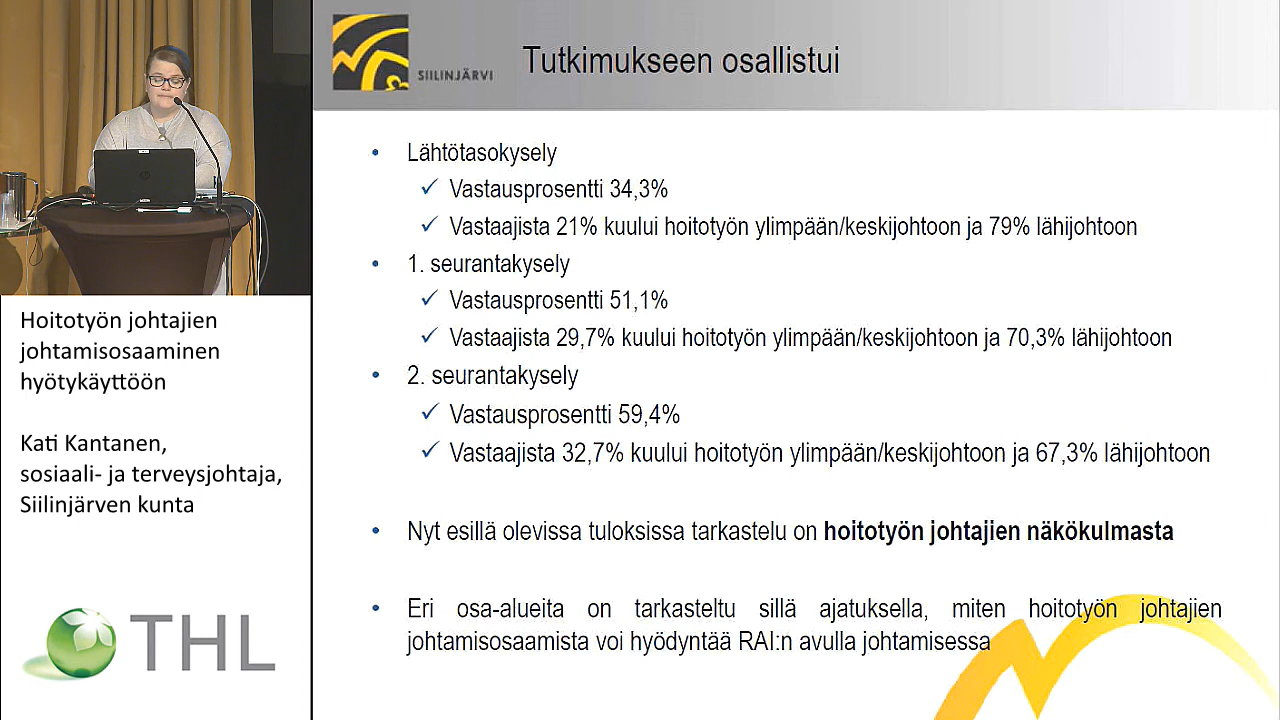 SIILINJÄRVI
Tutkimukseen osallistui
• Lähtötasokysely
✓ Vastausprosentti 34,3%
✓ Vastaajista 21% kuului hoitotyön ylimpään/keskijohtoon ja 79% lähijohtoon
• 1. seurantakysely
✓ Vastausprosentti 51,1%
✓ Vastaajista 29,7% kuului hoitotyön ylimpään/keskijohtoon ja 70,3% lähijohtoon
• 2. seurantakysely
✓ Vastausprosentti 59,4%
✓ Vastaajista 32,7% kuului hoitotyön ylimpään/keskijohtoon ja 67,3% lähijohtoon
• Nyt esillä olevissa tuloksissa tarkastelu on hoitotyön johtajien näkökulmasta
• Eri osa-alueita on tarkasteltu sillä ajatuksella, miten hoitotyön johtajien
johtamisosaamista voi hyödyntää RAI:n avulla johtamisessa
Hoitotyön johtajien
johtamisosaaminen
hyötykäyttöön
Kati Kantanen,
sosiaali- ja terveysjohtaja,
Siilinjärven kunta
THL